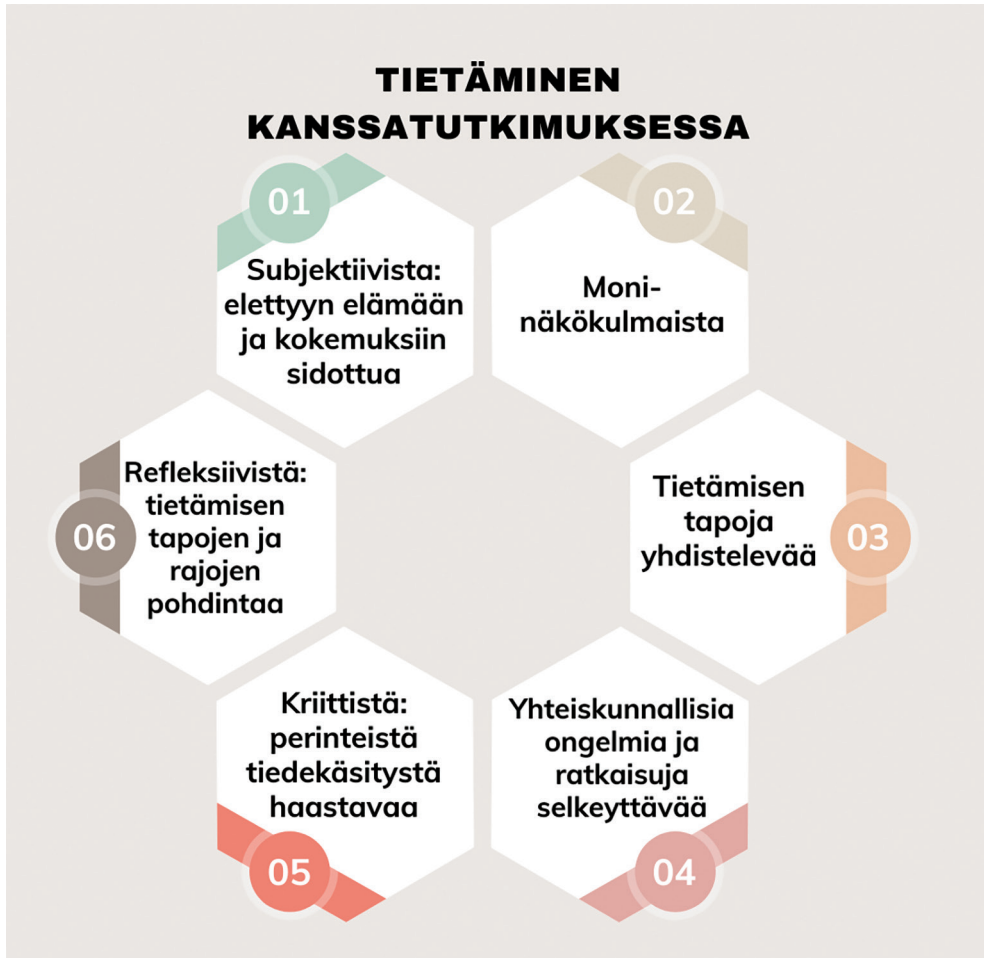 TIETÄMINEN
KANSSATUTKIMUKSESSA
01
Subjektiivista:
elettyyn elämään
ja kokemuksiin
sidottua
02
Moni-
näkökulmaista
03
Tietämisen
tapoja
yhdistelevää
04
Yhteiskunnallisia
ongelmia ja
ratkaisuja
selkeyttävää
05
Kriittistä:
perinteistä
tiedekäsitystä
haastavaa
06
Refleksiivistä:
tietämisen
tapojen ja
rajojen
pohdintaa